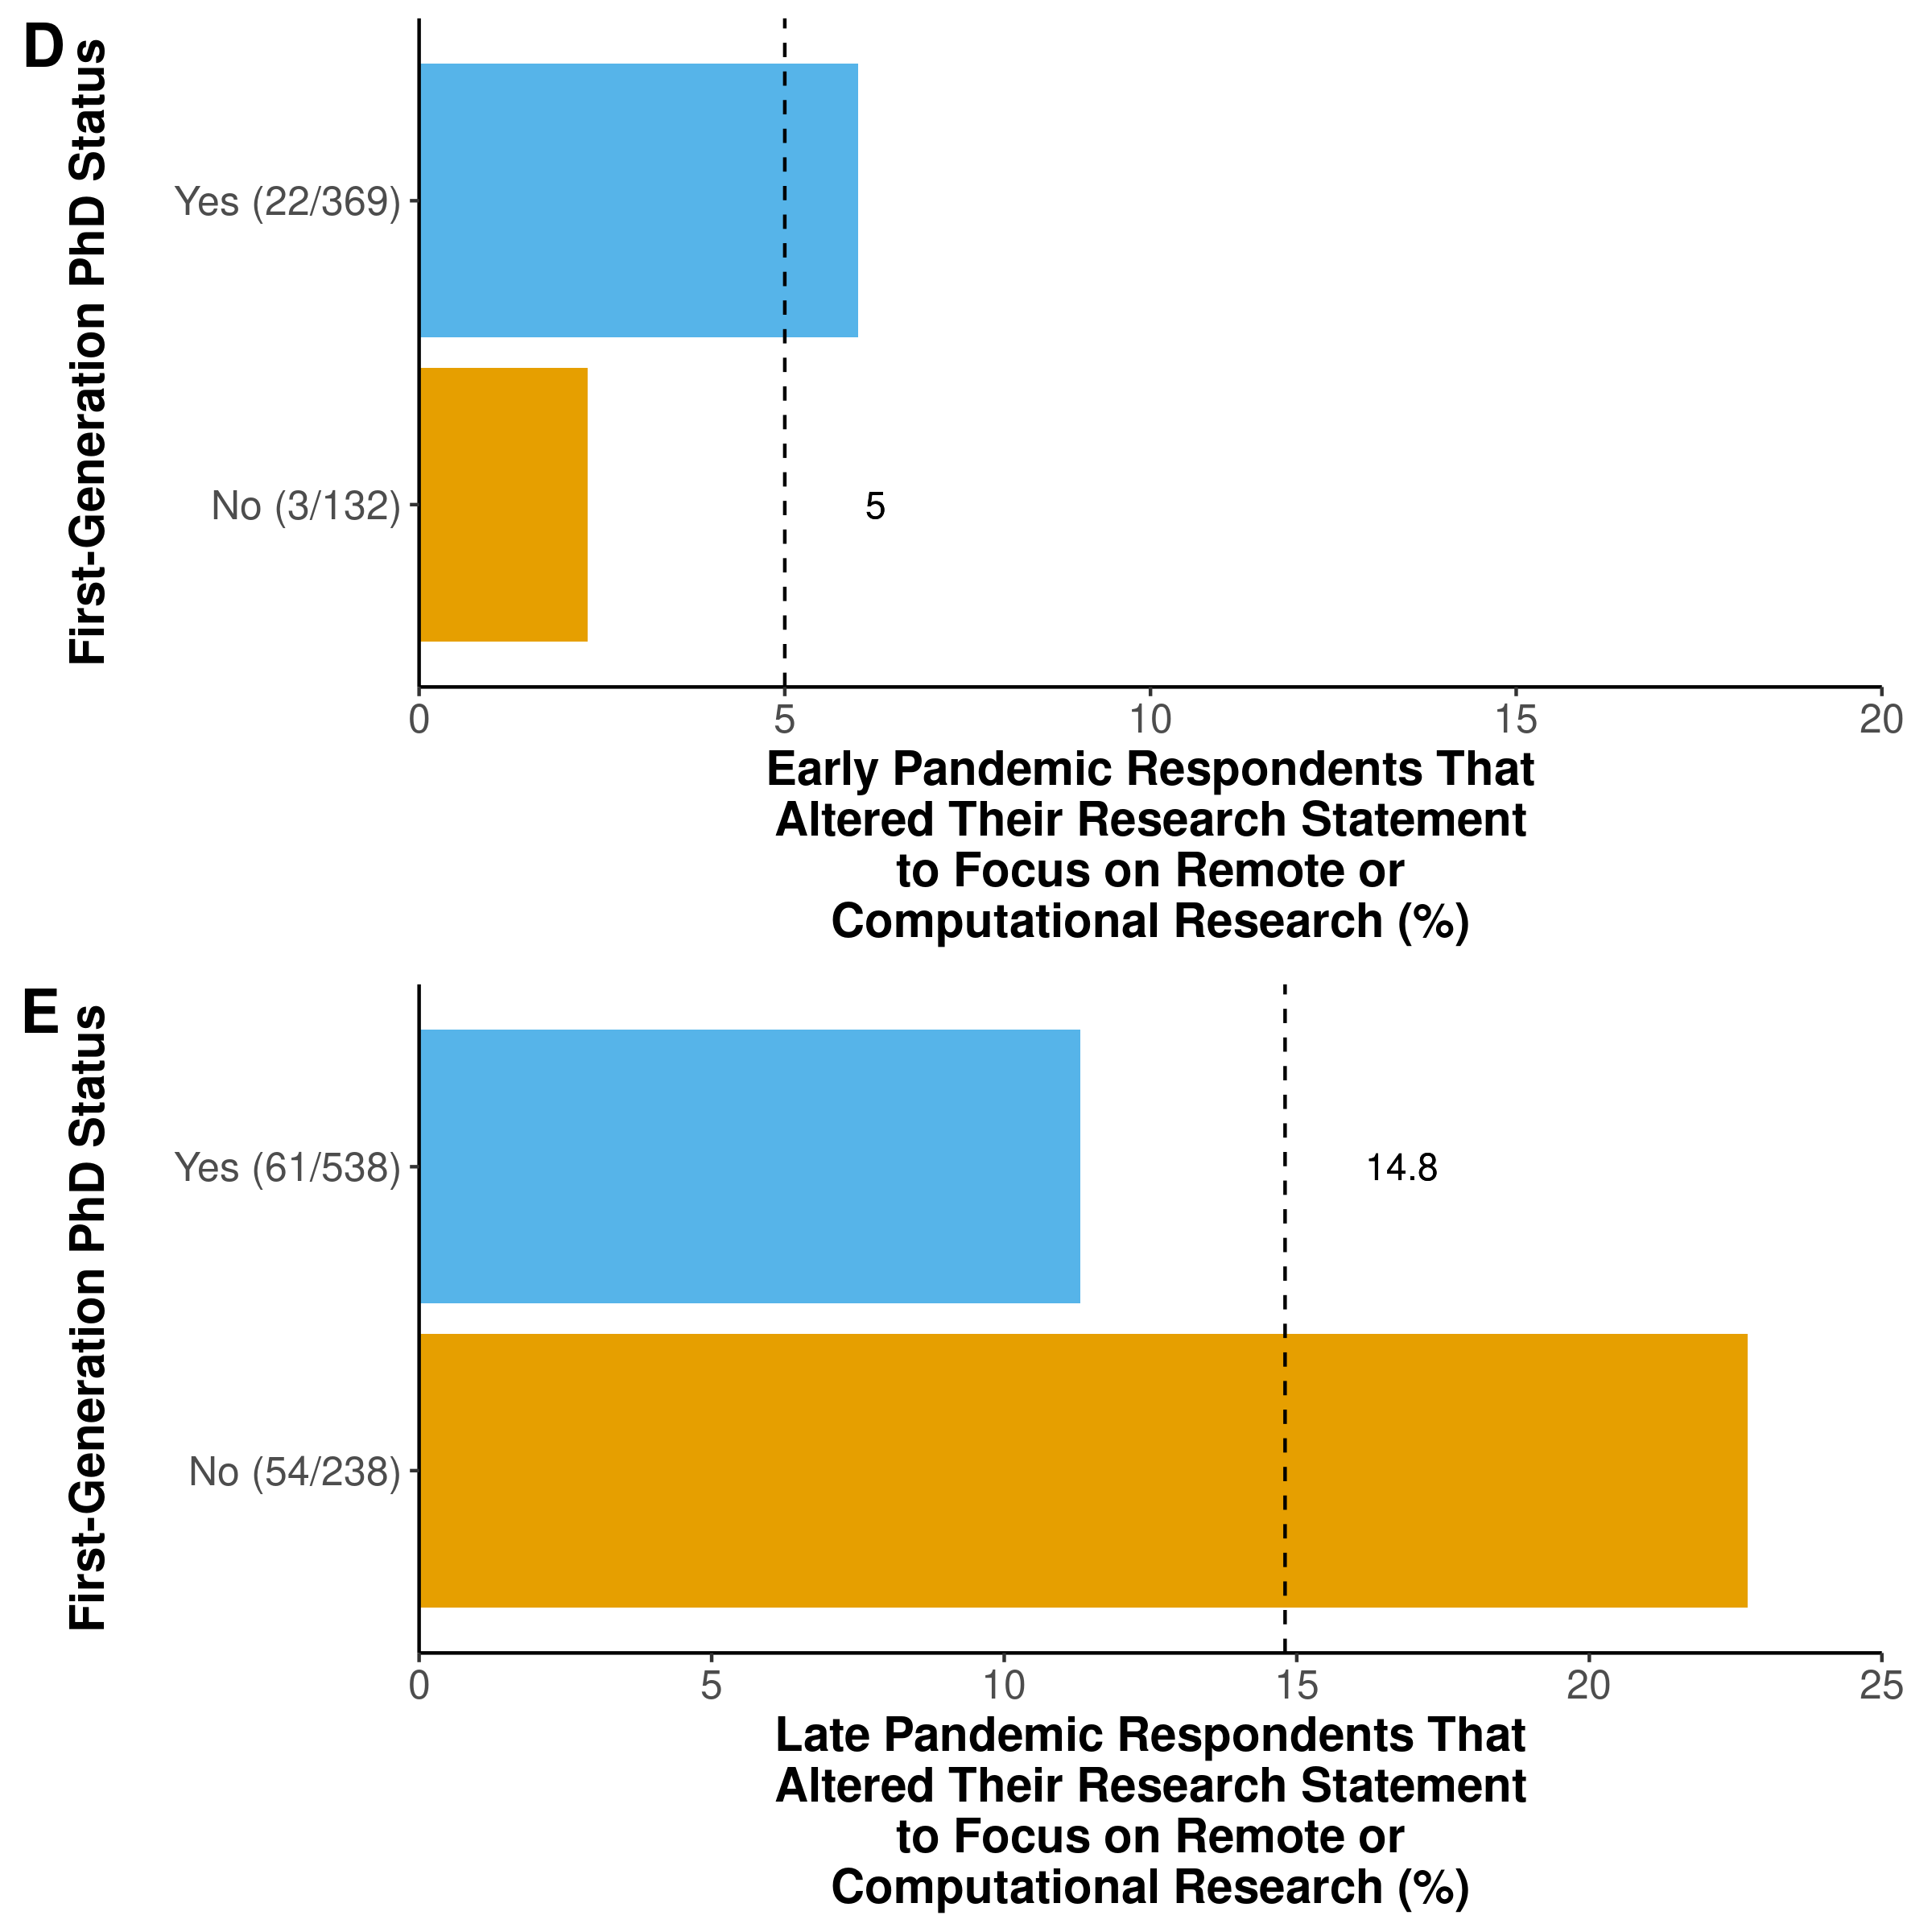 D
First-Generation PhD Status
Yes (22/369)
No (3/132)
5
0
5
10
15
20
Early Pandemic Respondents That
Altered Their Research Statement
to Focus on Remote or
Computational Research (%)
E
First-Generation PhD Status
Yes (61/538)
14.8
No (54/238)
0
5
10
15
20
25
Late Pandemic Respondents That
Altered Their Research Statement
to Focus on Remote or
Computational Research (%)